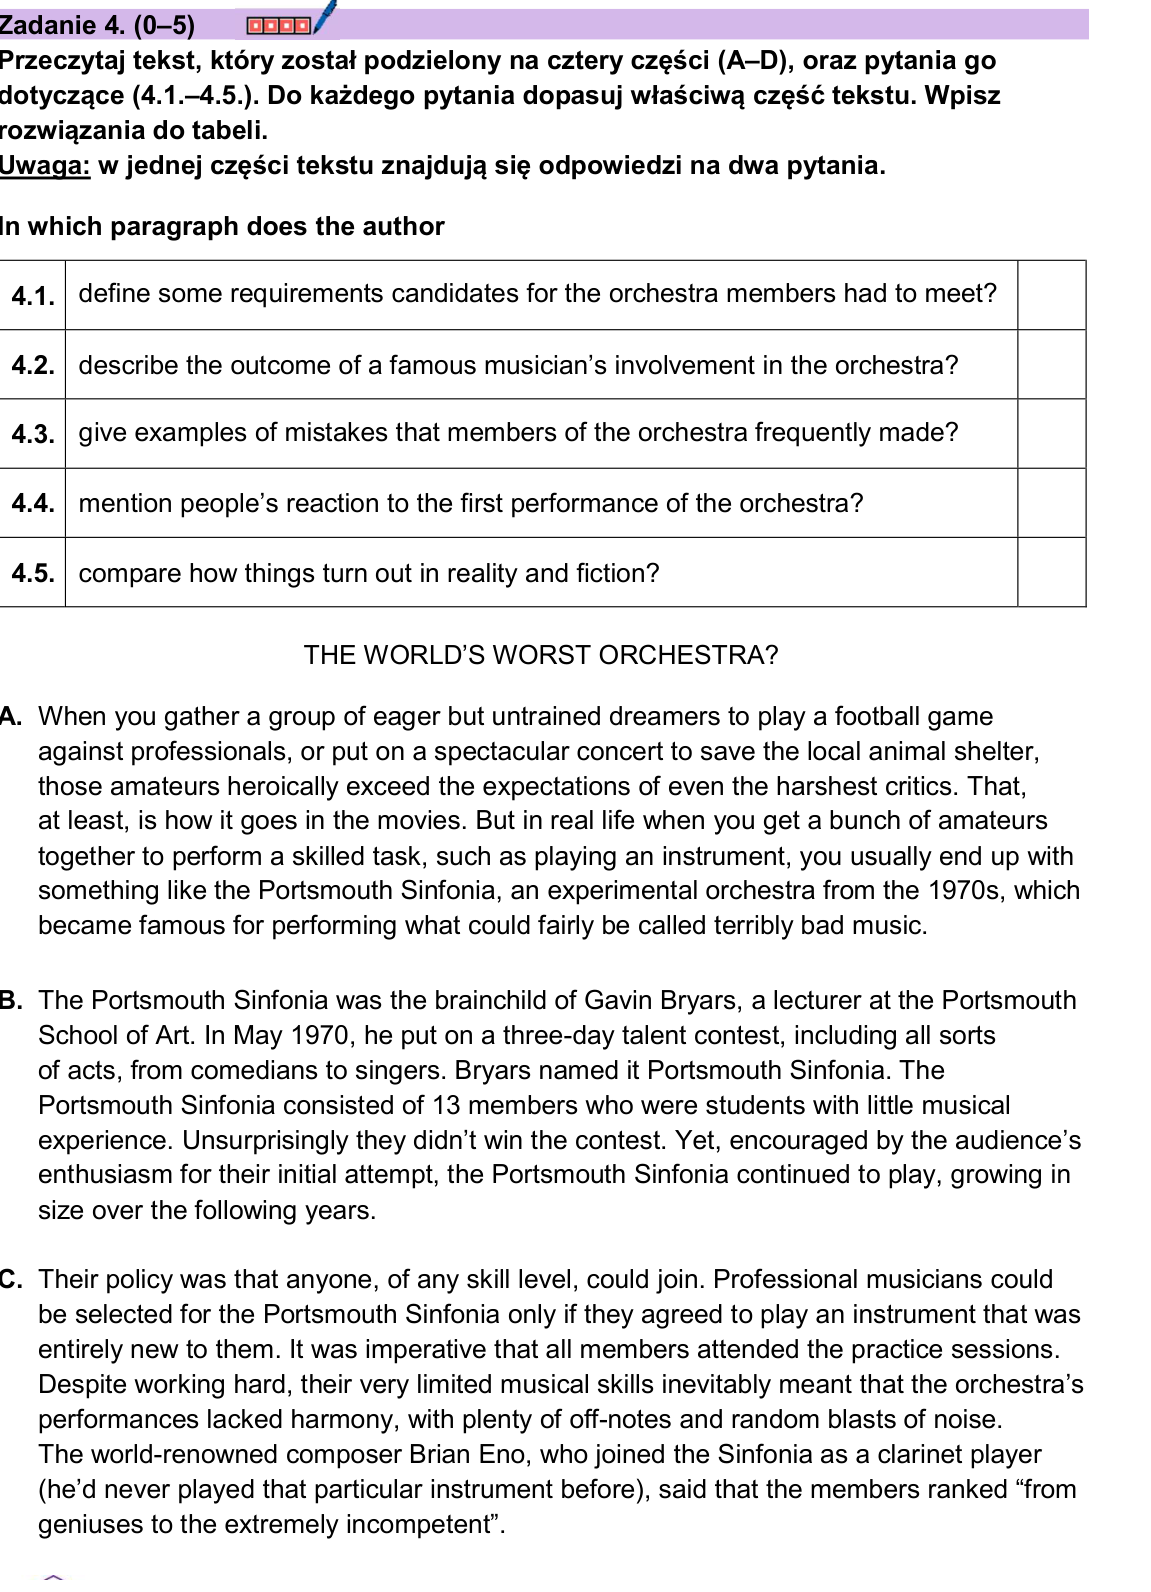 Zadanie 4. (0–5)
Przeczytaj tekst, który został podzielony na cztery części (A–D), oraz pytania go
dotyczące (4.1.–4.5.). Do każdego pytania dopasuj właściwą część tekstu. Wpisz
rozwiązania do tabeli.
Uwaga: w jednej części tekstu znajdują się odpowiedzi na dwa pytania.
In which paragraph does the author
4.1. define some requirements candidates for the orchestra members had to meet?
4.2. describe the outcome of a famous musician’s involvement in the orchestra?
4.3. give examples of mistakes that members of the orchestra frequently made?
4.4. mention people’s reaction to the first performance of the orchestra?
4.5. compare how things turn out in reality and fiction?
THE WORLD’S WORST ORCHESTRA?
A. When you gather a group of eager but untrained dreamers to play a football game
against professionals, or put on a spectacular concert to save the local animal shelter,
those amateurs heroically exceed the expectations of even the harshest critics. That,
at least, is how it goes in the movies. But in real life when you get a bunch of amateurs
together to perform a skilled task, such as playing an instrument, you usually end up with
something like the Portsmouth Sinfonia, an experimental orchestra from the 1970s, which
became famous for performing what could fairly be called terribly bad music.
B. The Portsmouth Sinfonia was the brainchild of Gavin Bryars, a lecturer at the Portsmouth
School of Art. In May 1970, he put on a three-day talent contest, including all sorts
of acts, from comedians to singers. Bryars named it Portsmouth Sinfonia. The
Portsmouth Sinfonia consisted of 13 members who were students with little musical
experience. Unsurprisingly they didn’t win the contest. Yet, encouraged by the audience’s
enthusiasm for their initial attempt, the Portsmouth Sinfonia continued to play, growing in
size over the following years.
C. Their policy was that anyone, of any skill level, could join. Professional musicians could
be selected for the Portsmouth Sinfonia only if they agreed to play an instrument that was
entirely new to them. It was imperative that all members attended the practice sessions.
Despite working hard, their very limited musical skills inevitably meant that the orchestra’s
performances lacked harmony, with plenty of off-notes and random blasts of noise.
The world-renowned composer Brian Eno, who joined the Sinfonia as a clarinet player
(he’d never played that particular instrument before), said that the members ranked “from
geniuses to the extremely incompetent”.